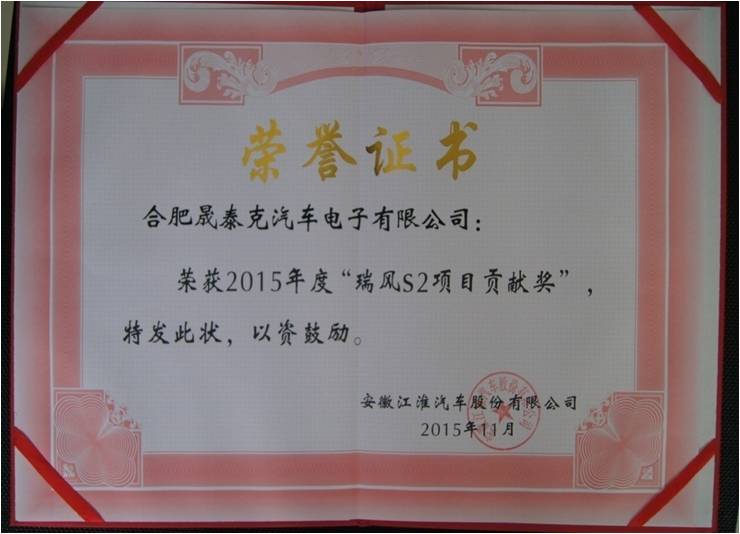 荣誉证书
合肥晟泰克汽车电子有限公司：
荣获2015年度“瑞风S2项目贡献奖”，
特发此状，以资鼓励。
安徽江淮汽车股份有限公司
2015年11月